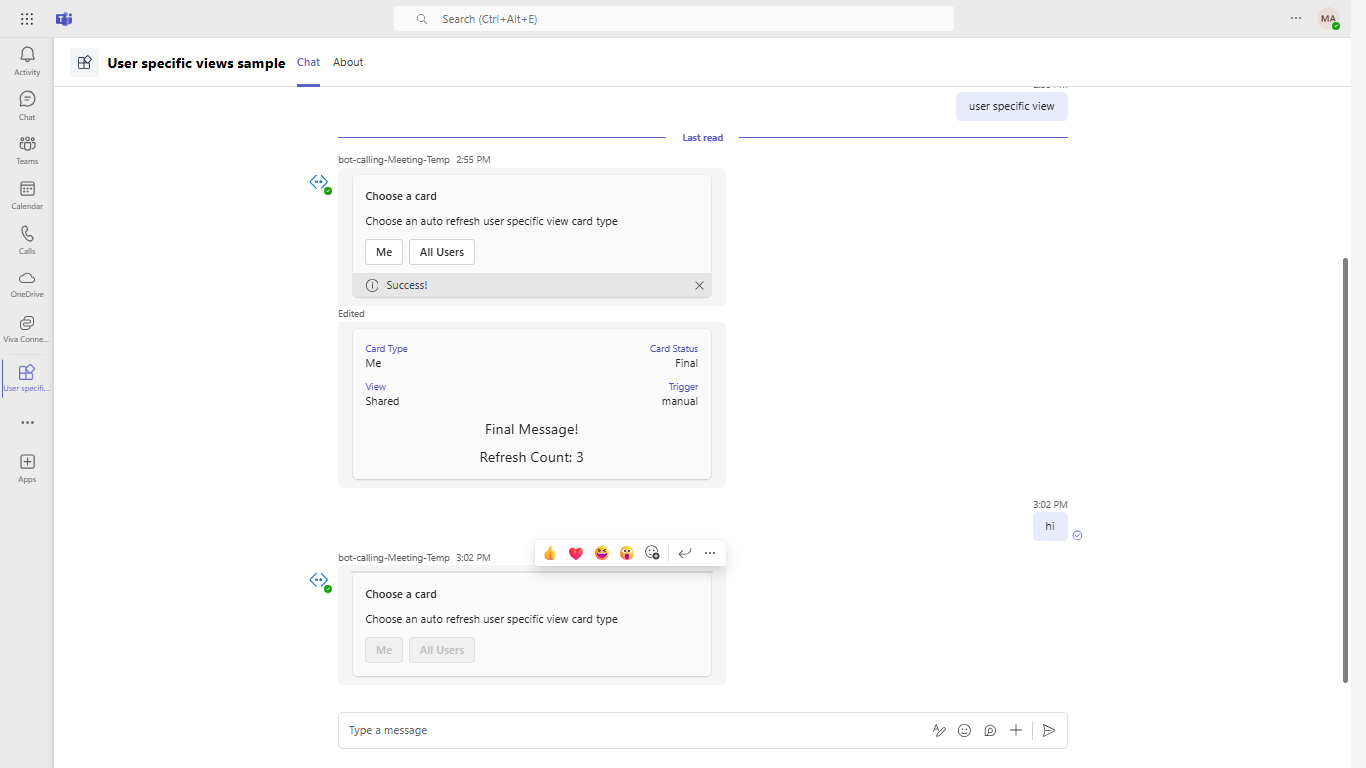 Search (Ctrl+Alt+E)
MA
Activity
Chat
Teams
Calendar
Calls
OneDrive
Viva Conne...
User specifi...
Apps
User specific views sample
Chat
About
user specific view
Last read
bot-calling-Meeting-Temp 2:55 PM
Choose a card
Choose an auto refresh user specific view card type
Me
All Users
Success!
Edited
Card Type
Card Status
Me
Final
View
Trigger
Shared
manual
Final Message!
Refresh Count: 3
3:02 PM
hi
bot-calling-Meeting-Temp 3:02 PM
Choose a card
Choose an auto refresh user specific view card type
Me
All Users
Type a message